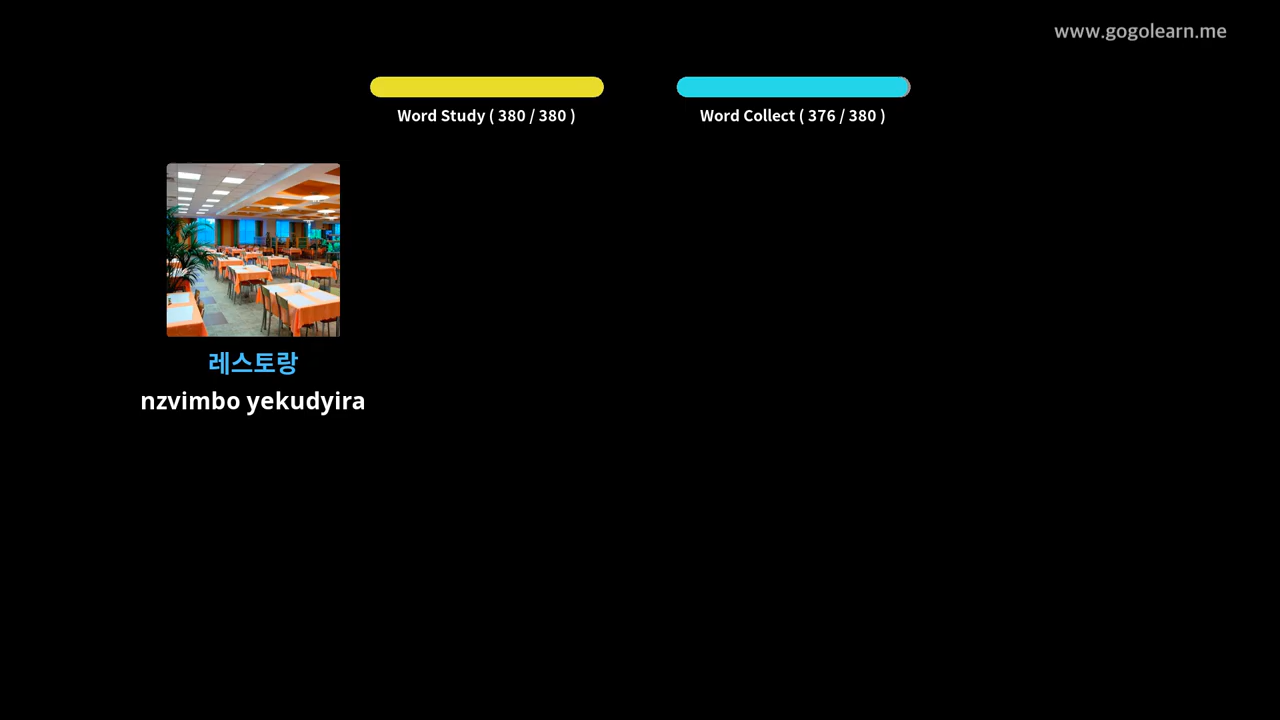 www.gogolearn.me
Word Study ( 380 / 380 )
Word Collect ( 376 / 380 )
레스토랑
nzvimbo yekudyira